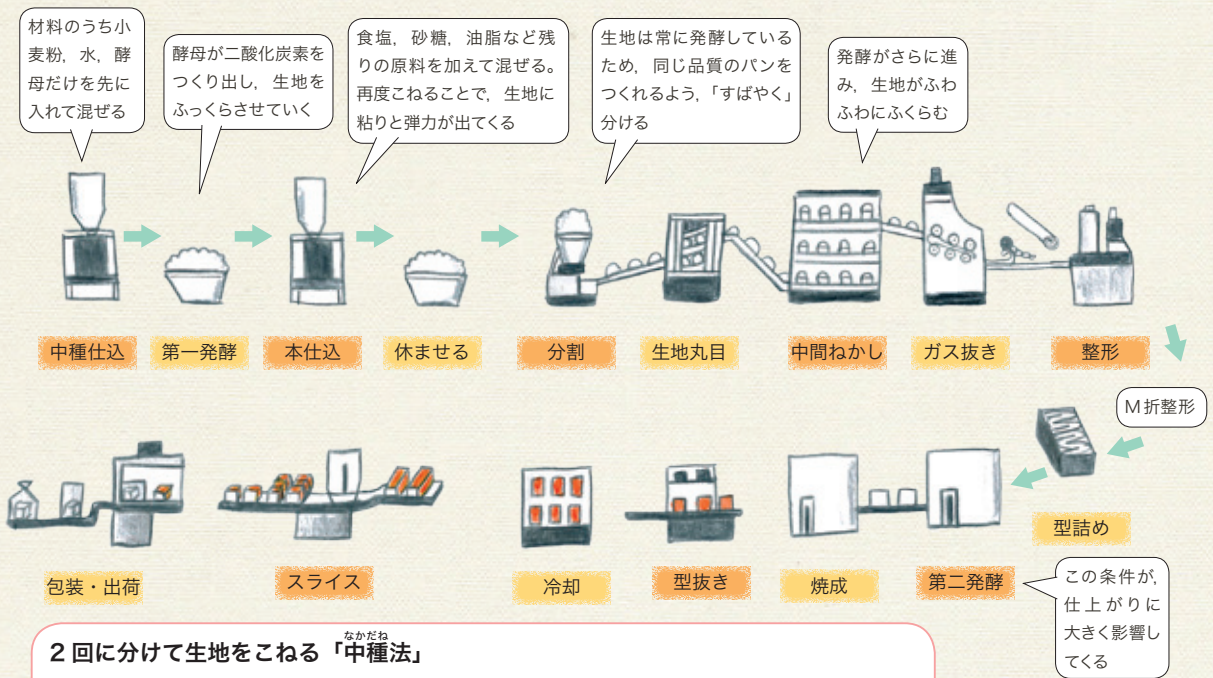 材料のうち小
麦粉，水，酵
母だけを先に
入れて混ぜる
酵母が二酸化炭素を
つくり出し，生地を
ふっくらさせていく
食塩，砂糖，油脂など残
りの原料を加えて混ぜる。
再度こねることで，生地に
粘りと弾力が出てくる
生地は常に発酵している
ため，同じ品質のパンを
つくれるよう，「すばやく」
分ける
発酵がさらに進
み，生地がふわ
ふわにふくらむ
中種仕込
第一発酵
本仕込
休ませる
分割
生地丸目
中間ねかし
ガス抜き
整形
M折整形
型詰め
第二発酵
この条件が，
仕上がりに
大きく影響し
てくる
焼成
型抜き
冷却
スライス
包装・出荷
なかだね
2回に分けて生地をこねる「中種法」